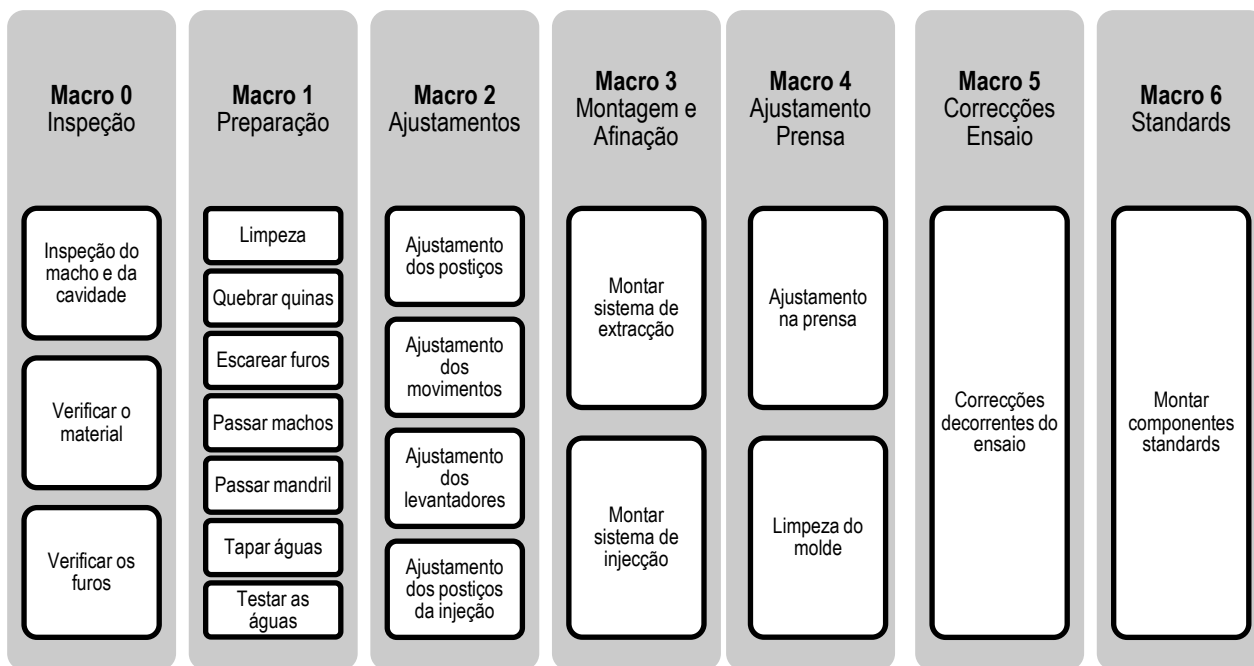 Macro 0
Inspeção
Inspeção do
macho e da
cavidade
Verificar o
material
Verificar os
furos
Macro 1
Preparação
Limpeza
Quebrar quinas
Escarear furos
Passar machos
Passar mandril
Tapar águas
Testar as
águas
Macro 2
Ajustamentos
Ajustamento
dos postiços
Ajustamento
dos
movimentos
Ajustamento
dos
levantadores
Ajustamento
dos postiços
da injeção
Macro 3
Montagem e
Afinação
Montar
sistema de
extracção
Montar
sistema de
injecção
Macro 4
Ajustamento
Prensa
Ajustamento
na prensa
Limpeza do
molde
Macro 5
Correcções
Ensaio
Correcções
decorrentes do
ensaio
Macro 6
Standards
Montar
componentes
standards